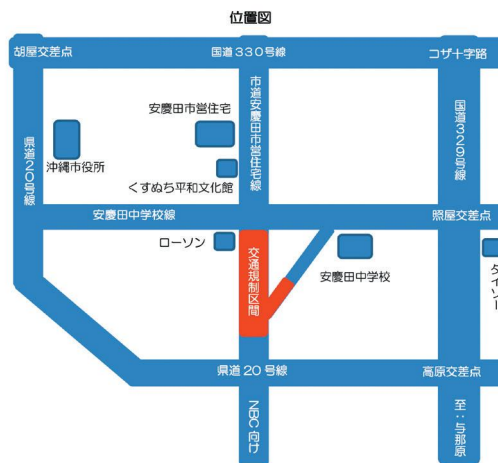 位置図
胡屋交差点
国道330号線
コザ十字路
市道安慶田市営住宅線
国道329号線
県道20号線
安慶田市営住宅
沖縄市役所
くすぬち平和文化館
安慶田中学校線
照屋交差点
ローソン
交通規制区間
安慶田中学校
ダイソー
県道20号線
高原交差点
NBC向け
至:与那原